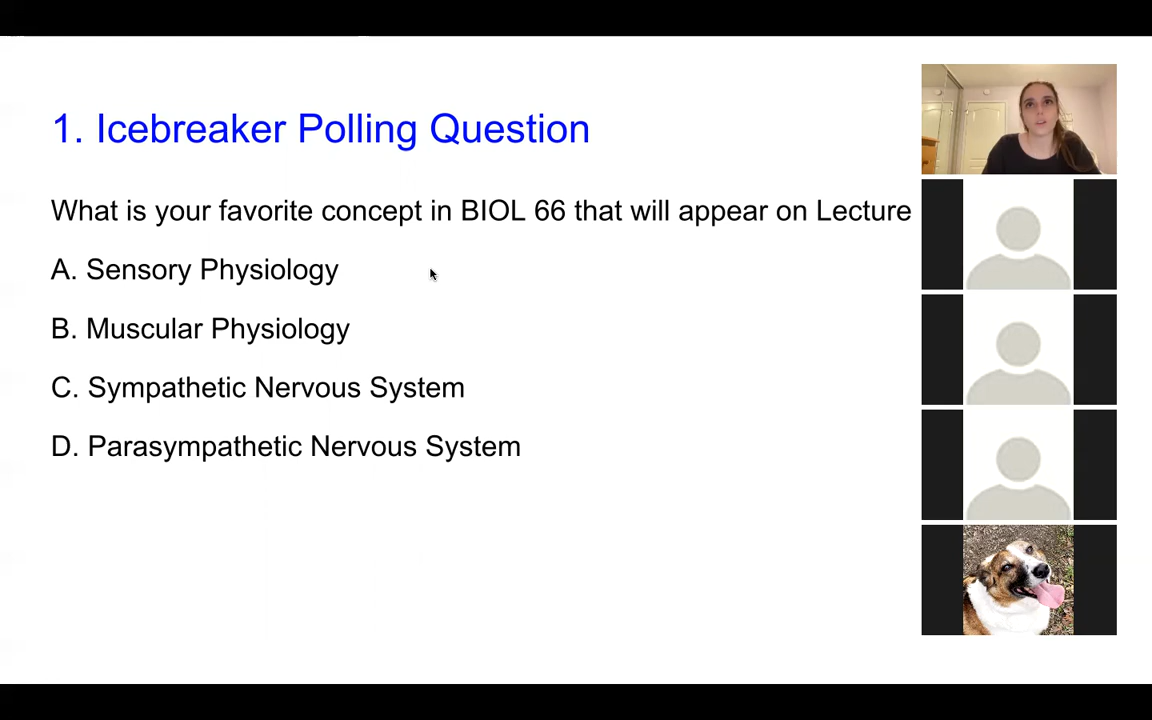 1. Icebreaker Polling Question
What is your favorite concept in BIOL 66 that will appear on Lecture
A. Sensory Physiology
B. Muscular Physiology
C. Sympathetic Nervous System
D. Parasympathetic Nervous System